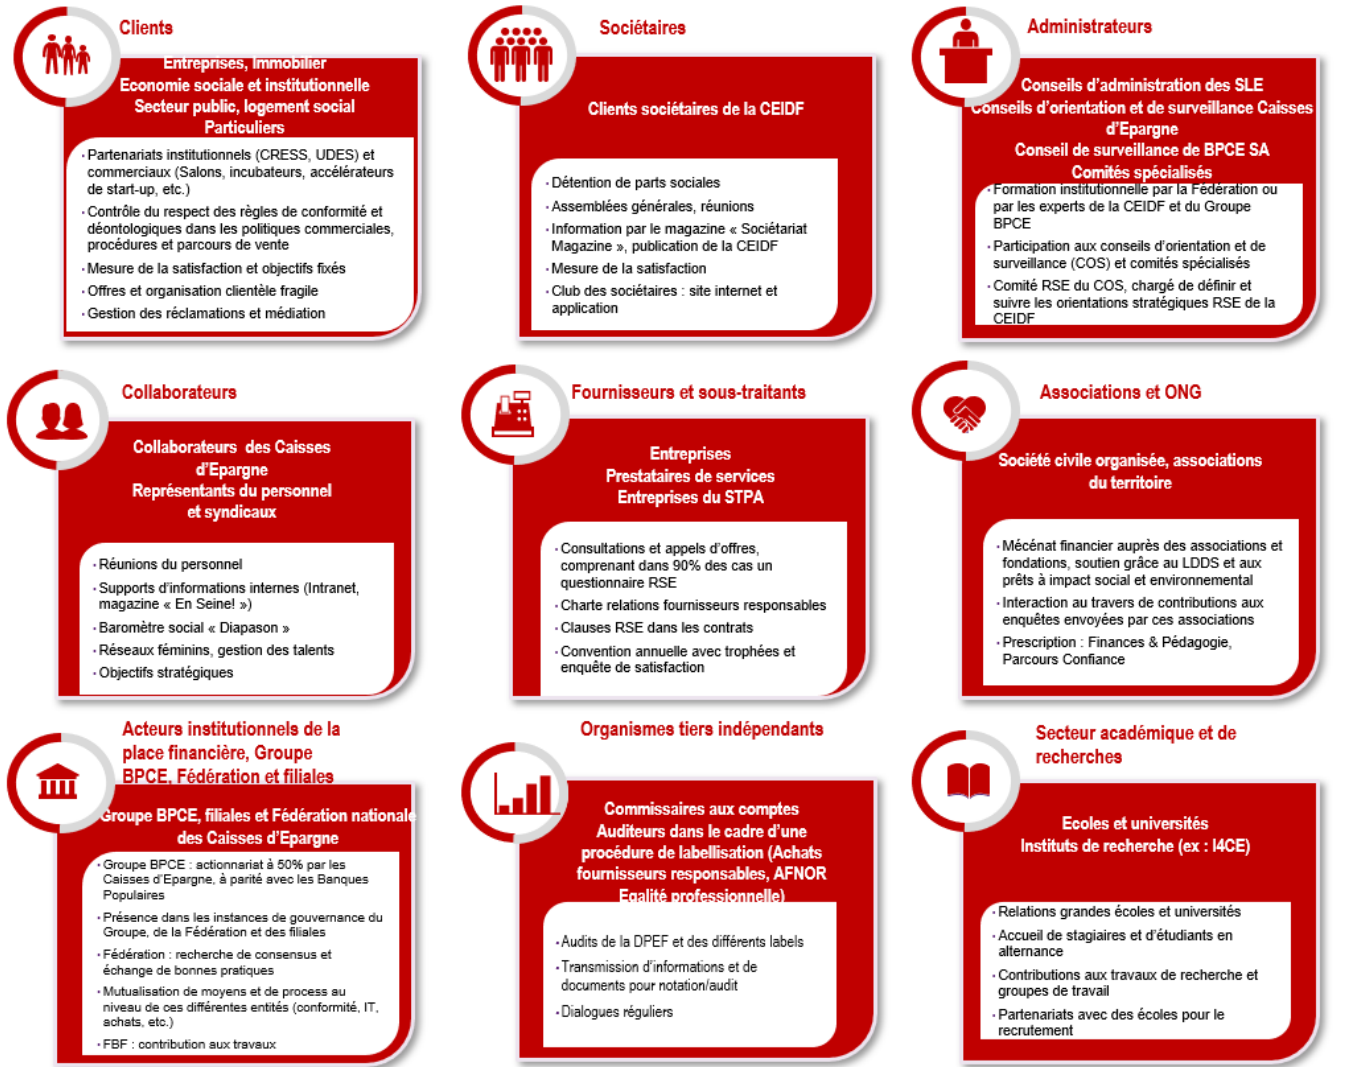 Clients
Entreprises, Immobilier
Economie sociale et institutionnelle
Secteur public, logement social
Particuliers
· Partenariats institutionnels (CRESS, UDES) et
commerciaux (Salons, incubateurs, accélérateurs
de start-up, etc.)
· Contrôle du respect des règles de conformité et
déontologiques dans les politiques commerciales,
procédures et parcours de vente
· Mesure de la satisfaction et objectifs fixés
· Offres et organisation clientèle fragile
· Gestion des réclamations et médiation
Sociétaires
Clients sociétaires de la CEIDF
· Détention de parts sociales
· Assemblées générales, réunions
· Information par le magazine « Sociétariat
Magazine », publication de la CEIDF
· Mesure de la satisfaction
· Club des sociétaires : site internet et
application
Administrateurs
Conseils d'administration des SLE
Conseils d'orientation et de surveillance Caisses
d'Epargne
Conseil de surveillance de BPCE SA
Comités spécialisés
· Formation institutionnelle par la Fédération ou
par les experts de la CEIDF et du Groupe
BPCE
· Participation aux conseils d'orientation et de
surveillance (COS) et comités spécialisés
· Comité RSE du COS, chargé de définir et
suivre les orientations stratégiques RSE de la
CEIDF
Collaborateurs
Collaborateurs des Caisses
d'Epargne
Représentants du personnel
et syndicaux
· Réunions du personnel
· Supports d'informations internes (Intranet,
magazine « En Seine! »)
· Baromètre social « Diapason »
· Réseaux féminins, gestion des talents
· Objectifs stratégiques
Fournisseurs et sous-traitants
Entreprises
Prestataires de services
Entreprises du STPA
· Consultations et appels d'offres,
comprenant dans 90% des cas un
questionnaire RSE
· Charte relations fournisseurs responsables
· Clauses RSE dans les contrats
· Convention annuelle avec trophées et
enquête de satisfaction
Associations et ONG
Société civile organisée, associations
du territoire
· Mécénat financier auprès des associations et
fondations, soutien grâce au LDDS et aux
prêts à impact social et environnemental
· Interaction au travers de contributions aux
enquêtes envoyées par ces associations
· Prescription : Finances & Pédagogie,
Parcours Confiance
Acteurs institutionnels de la
place financière, Groupe
BPCE, Fédération et filiales
Groupe BPCE, filiales et Fédération nationale
des Caisses d'Epargne
· Groupe BPCE : actionnariat à 50% par les
Caisses d'Epargne, à parité avec les Banques
Populaires
· Présence dans les instances de gouvernance du
Groupe, de la Fédération et des filiales
· Fédération : recherche de consensus et
échange de bonnes pratiques
· Mutualisation de moyens et de process au
niveau de ces différentes entités (conformité, IT,
achats, etc.)
· FBF : contribution aux travaux
Organismes tiers indépendants
Commissaires aux comptes
Auditeurs dans le cadre d'une
procédure de labellisation (Achats
fournisseurs responsables, AFNOR
Egalité professionnelle)
· Audits de la DPEF et des différents labels
· Transmission d'informations et de
documents pour notation/audit
· Dialogues réguliers
Secteur académique et de
recherches
Ecoles et universités
Instituts de recherche (ex : I4CE)
· Relations grandes écoles et universités
· Accueil de stagiaires et d'étudiants en
alternance
· Contributions aux travaux de recherche et
groupes de travail
· Partenariats avec des écoles pour le
recrutement